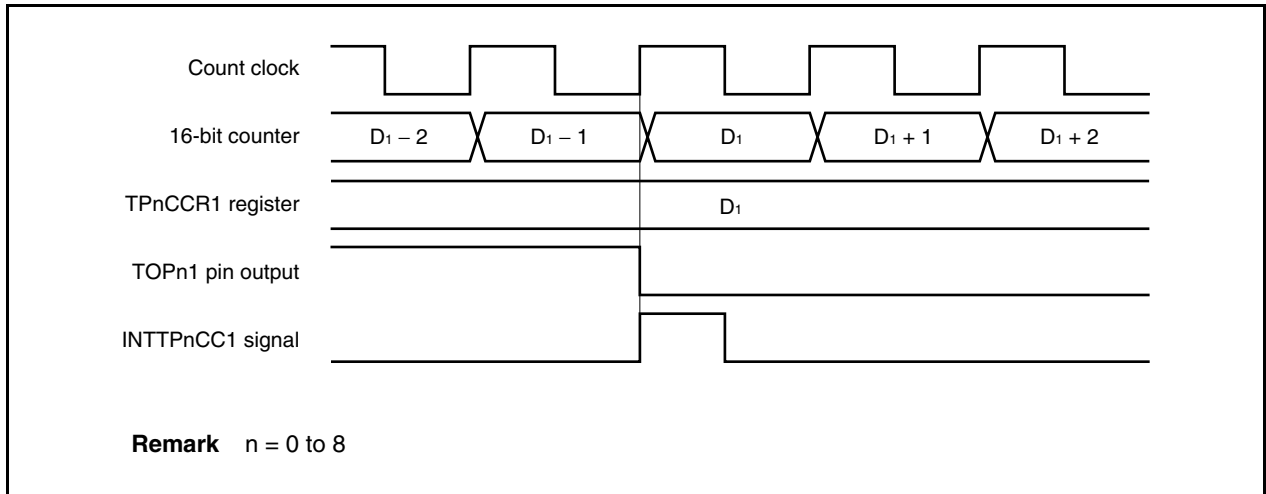 Count clock
16-bit counter D₁ − 2 D₁ − 1 D₁ D₁ + 1 D₁ + 2
TPnCCR1 register D₁
TOPn1 pin output
INTTPnCC1 signal
Remark n = 0 to 8